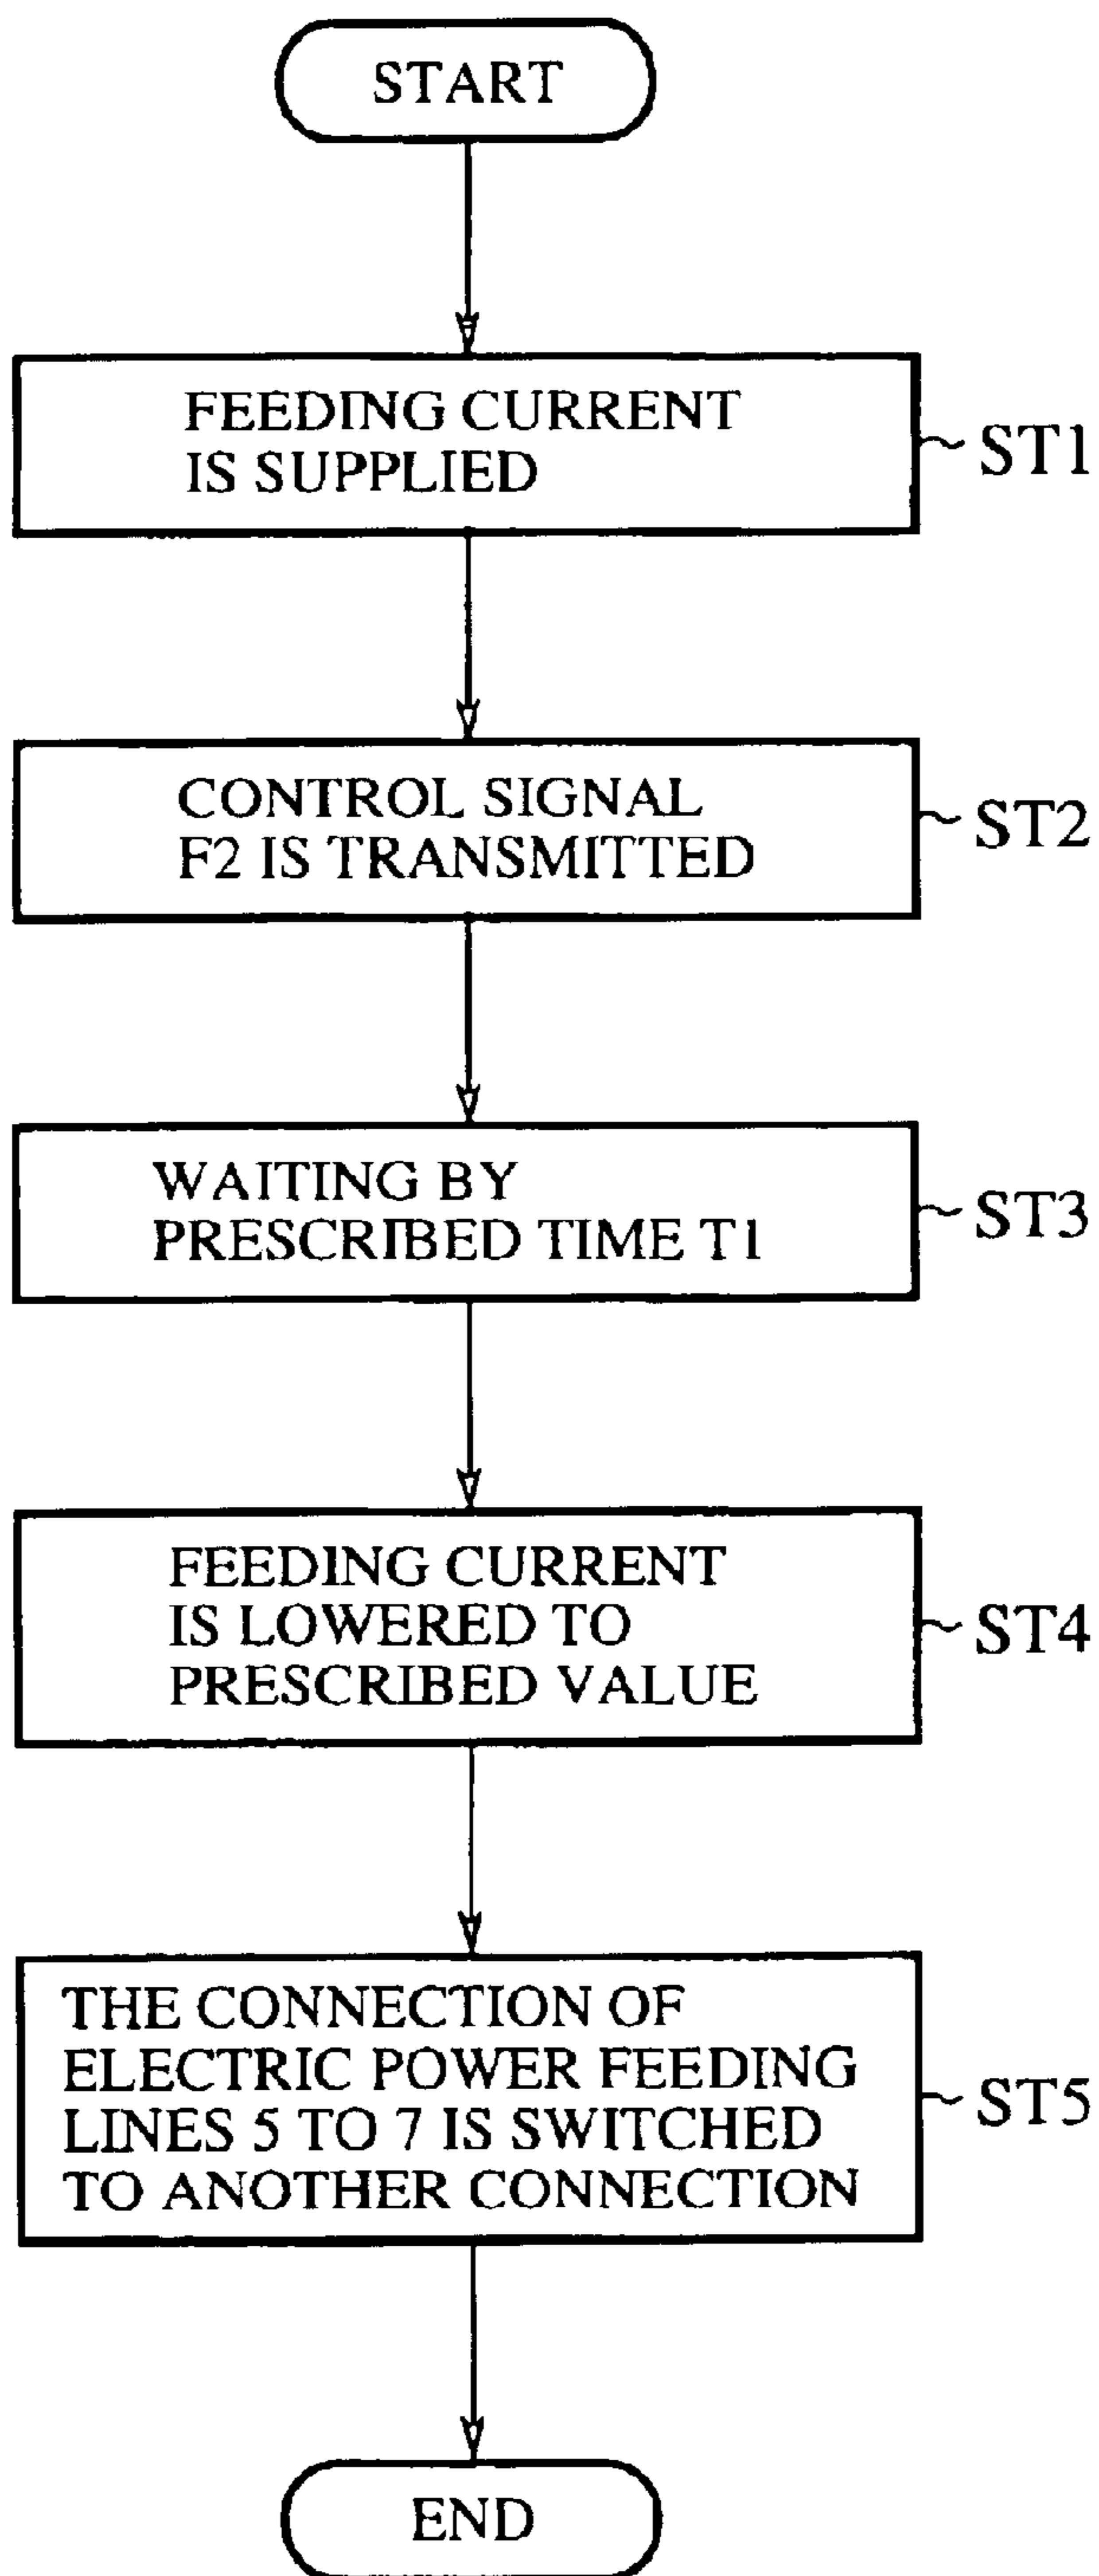 START
FEEDING CURRENT
IS SUPPLIED
ST1
CONTROL SIGNAL
F2 IS TRANSMITTED
ST2
WAITING BY
PRESCRIBED TIME T1
ST3
FEEDING CURRENT
IS LOWERED TO
PRESCRIBED VALUE
ST4
THE CONNECTION OF
ELECTRIC POWER FEEDING
LINES 5 TO 7 IS SWITCHED
TO ANOTHER CONNECTION
ST5
END